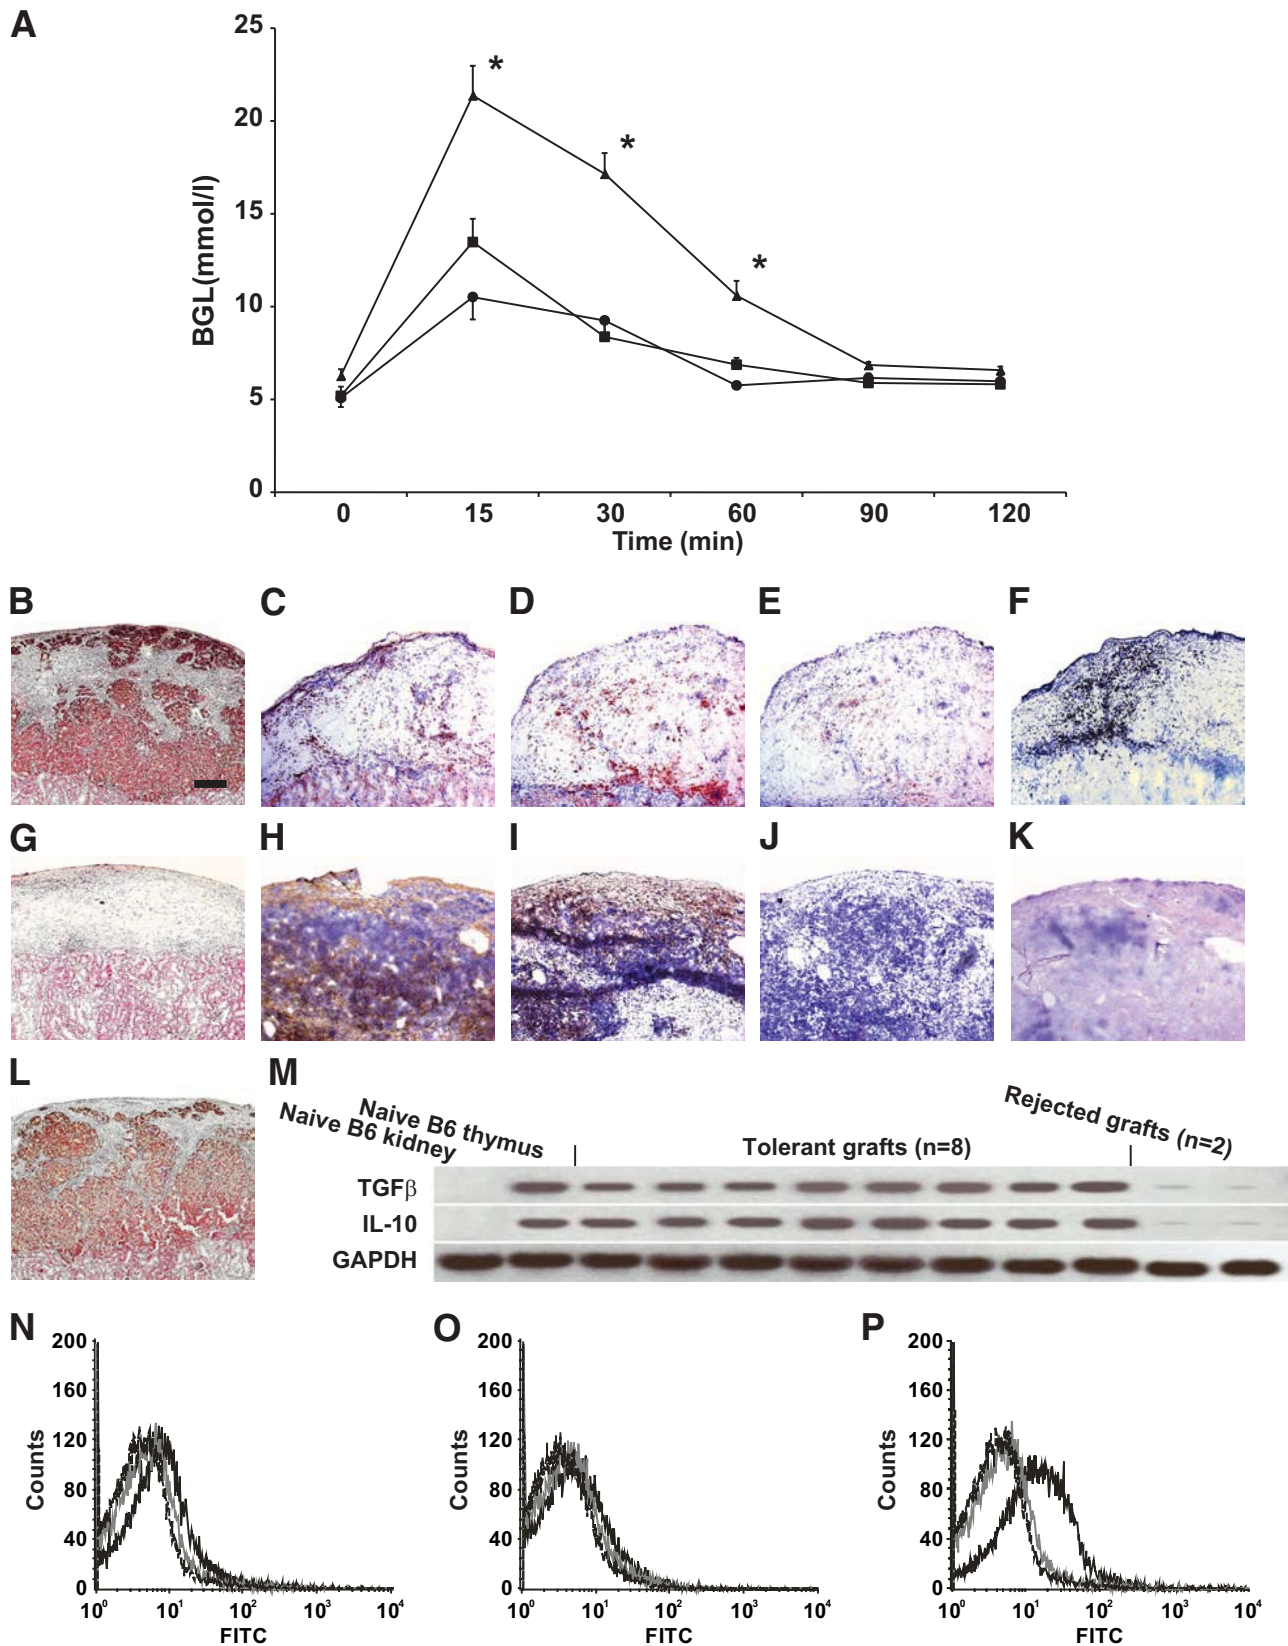 A
25
20
15
10
5
0
BGL(mmol/l)
*
*
*
0 15 30 60 90 120
Time (min)
B C D E F
G H I J K
L M
Naive B6 kidney
Naive B6 thymus
Tolerant grafts (n=8)
Rejected grafts (n=2)
TGFβ
IL-10
GAPDH
N
200
160
120
80
40
0
Counts
10⁰ 10¹ 10² 10³ 10⁴
FITC
O
200
160
120
80
40
0
Counts
10⁰ 10¹ 10² 10³ 10⁴
FITC
P
200
160
120
80
40
0
Counts
10⁰ 10¹ 10² 10³ 10⁴
FITC